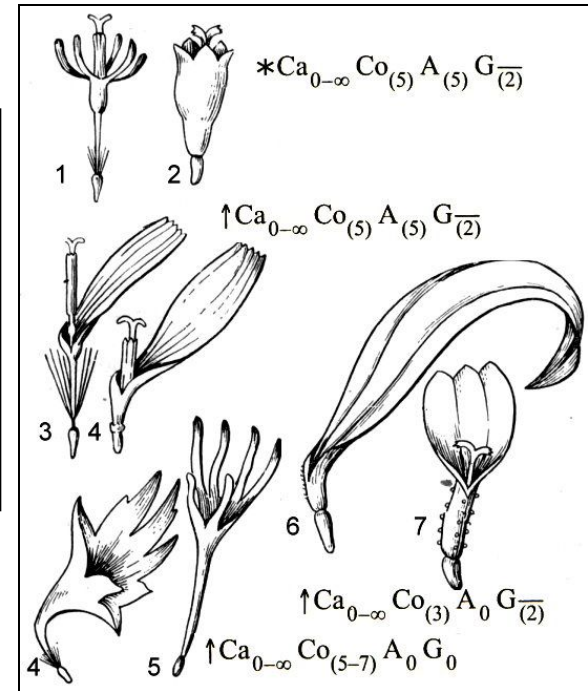 *Ca0–∞ Co(5) A(5) G(2)
1 2
↑Ca0–∞ Co(5) A(5) G(2)
3 4
6 7
↑Ca0–∞ Co(3) A0 G(2)
4 5
↑Ca0–∞ Co(5–7) A0 G0